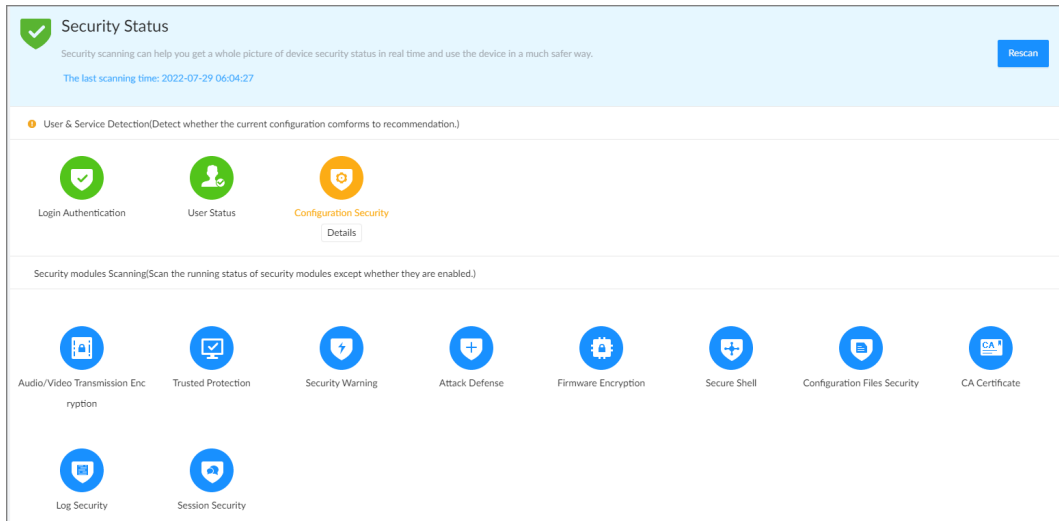 Security Status
Security scanning can help you get a whole picture of device security status in real time and use the device in a much safer way.
Rescan
The last scanning time: 2022-07-29 06:04:27
User & Service Detection(Detect whether the current configuration comforms to recommendation.)
Login Authentication
User Status
Configuration Security
Details
Security modules Scanning(Scan the running status of security modules except whether they are enabled.)
CA
Audio/Video Transmission Enc
ryption
Trusted Protection
Security Warning
Attack Defense
Firmware Encryption
Secure Shell
Configuration Files Security
CA Certificate
Log Security
Session Security